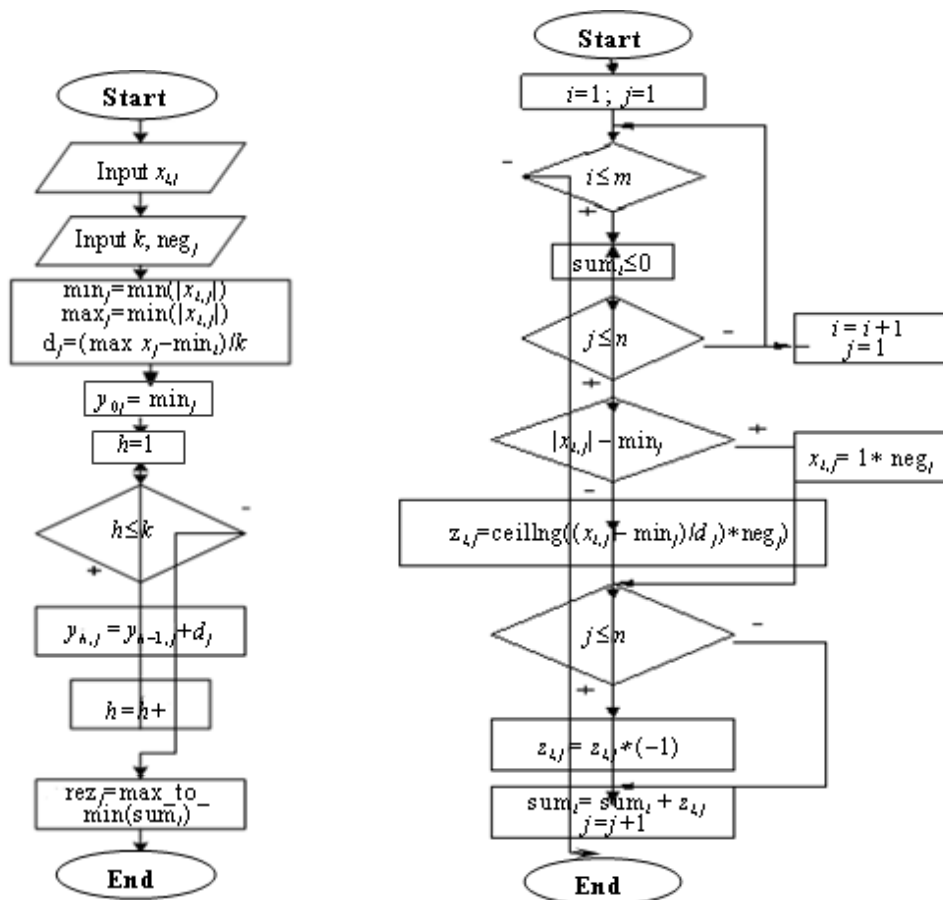 Start
Input x_{i,j}
Input k, neg_j
min_j=min(|x_{i,j}|)
max_j=min(|x_{i,j}|)
d_j=(max x_j−min_i)/k
y_{0j}= min_j
h=1
h≤k
-
+
y_{h,j} = y_{h−1,j}+d_j
h=h+
rez_j=max_to_
min(sum_i)
End
Start
i=1; j=1
-
i≤m
+
sum_i≤0
j≤n
-
+
i=i+1
j=1
|x_{i,j}| − min_j
+
-
x_{i,j}= 1* neg_j
z_{i,j}=ceillng((x_{i,j}− min_j)/d_j)*neg_j)
j≤n
-
+
z_{i,j}= z_{i,j}*(−1)
sum_i= sum_i + z_{i,j}
j=j+1
End